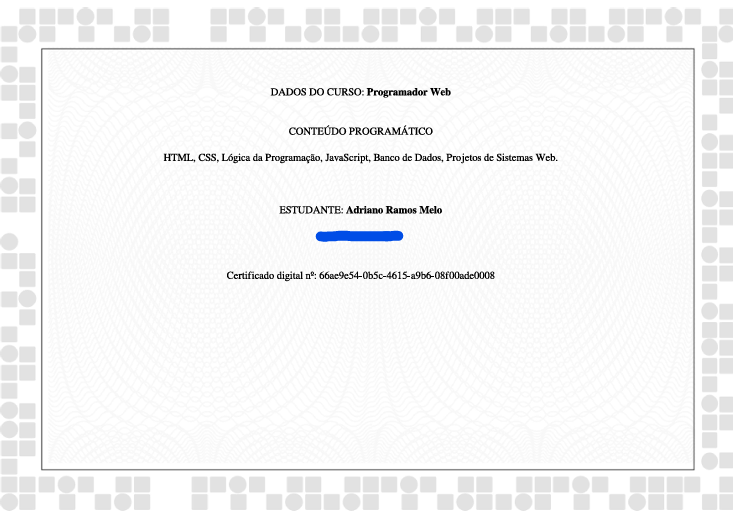 DADOS DO CURSO: Programador Web
CONTEÚDO PROGRAMÁTICO
HTML, CSS, Lógica da Programação, JavaScript, Banco de Dados, Projetos de Sistemas Web.
ESTUDANTE: Adriano Ramos Melo
Certificado digital nº: 66ae9e54-0b5c-4615-a9b6-08f00ade0008